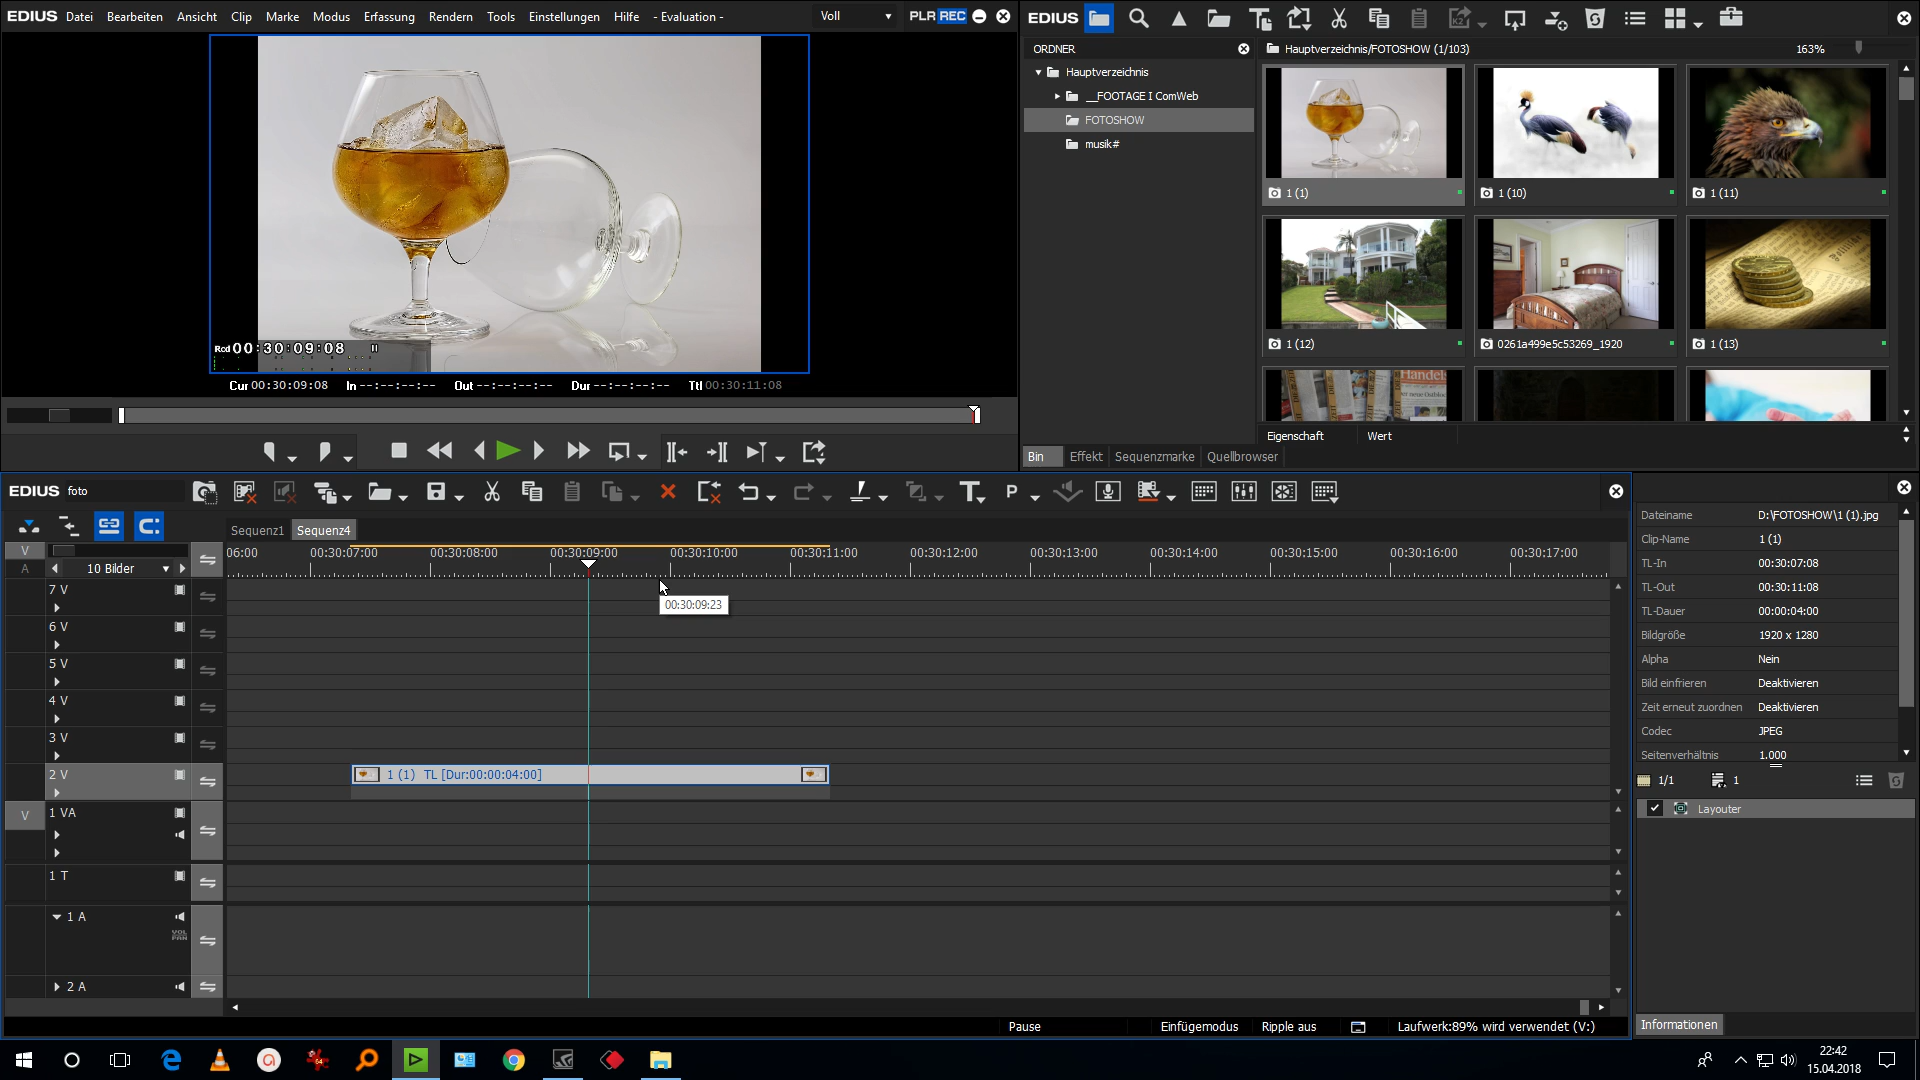 EDIUS Datei Bearbeiten Ansicht Clip Marke Modus Erfassung Rendern Tools Einstellungen Hilfe - Evaluation - Voll PLR REC
Rcd 00:30:09:08
Cur 00:30:09:08 In --:--:--:-- Out --:--:--:-- Dur --:--:--:-- Ttl 00:30:11:08
EDIUS
ORDNER
Hauptverzeichnis/FOTOSHOW (1/103) 163%
Hauptverzeichnis
__FOOTAGE I ComWeb
FOTOSHOW
musik#
1 (1) 1 (10) 1 (11)
1 (12) 0261a499e5c53269_1920 1 (13)
Handels
Eigenschaft Wert
Bin Effekt Sequenzmarke Quellbrowser
EDIUS foto
Sequenz1 Sequenz4
V
A
10 Bilder
06:00 00:30:07:00 00:30:08:00 00:30:09:00 00:30:10:00 00:30:11:00 00:30:12:00 00:30:13:00 00:30:14:00 00:30:15:00 00:30:16:00 00:30:17:00
00:30:09:23
7 V
6 V
5 V
4 V
3 V
2 V
1 (1) TL [Dur:00:00:04:00]
V 1 VA
1 T
1 A
VOL
PAN
2 A
Pause Einfügemodus Ripple aus Laufwerk:89% wird verwendet (V:)
Dateiname D:\FOTOSHOW\1 (1).jpg
Clip-Name 1 (1)
TL-In 00:30:07:08
TL-Out 00:30:11:08
TL-Dauer 00:00:04:00
Bildgröße 1920 x 1280
Alpha Nein
Bild einfrieren Deaktivieren
Zeit erneut zuordnen Deaktivieren
Codec JPEG
Seitenverhältnis 1.000
1/1 1
Layouter
Informationen
22:42
15.04.2018